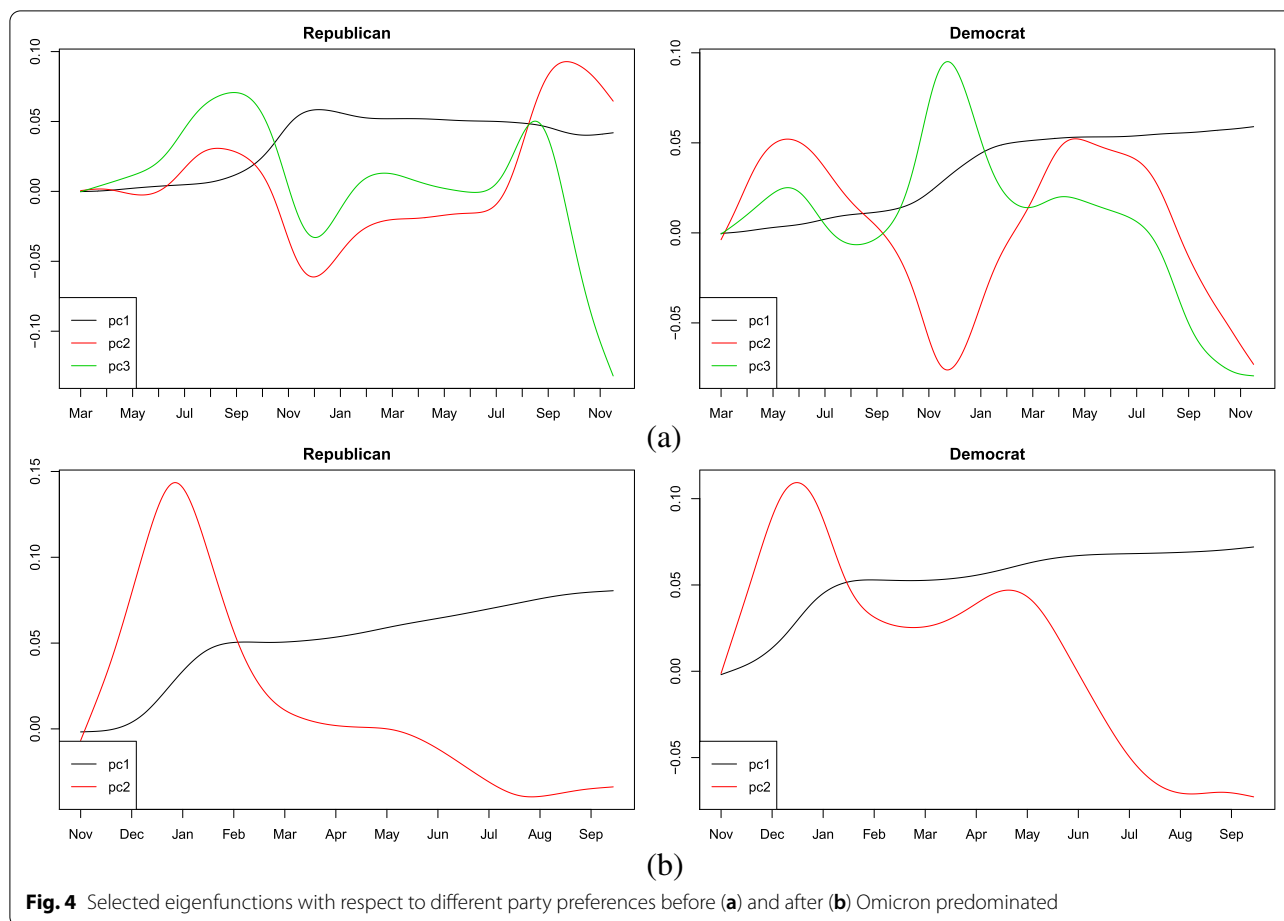 Republican
Democrat
0.10
0.05
0.00
−0.05
−0.10
pc1
pc2
pc3
Mar May Jul Sep Nov Jan Mar May Jul Sep Nov
0.10
0.05
0.00
−0.05
pc1
pc2
pc3
Mar May Jul Sep Nov Jan Mar May Jul Sep Nov
(a)
Republican
Democrat
0.15
0.10
0.05
0.00
pc1
pc2
Nov Dec Jan Feb Mar Apr May Jun Jul Aug Sep
0.10
0.05
0.00
−0.05
pc1
pc2
Nov Dec Jan Feb Mar Apr May Jun Jul Aug Sep
(b)
Fig. 4 Selected eigenfunctions with respect to different party preferences before (a) and after (b) Omicron predominated